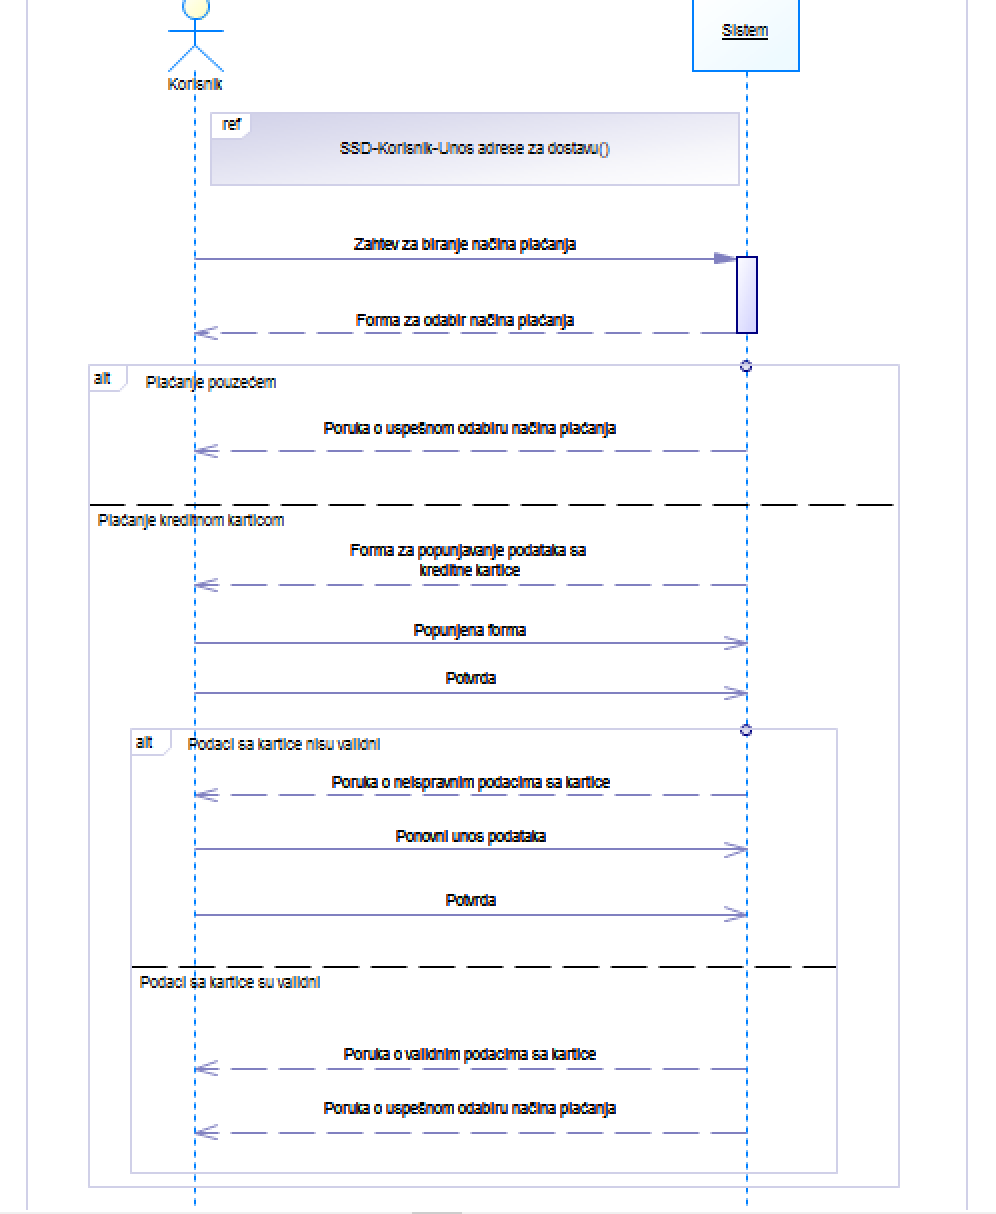 Sistem
Korisnik
ref
SSD-Korisnik-Unos adrese za dostavu()
Zahtev za biranje načina plaćanja
Forma za odabir načina plaćanja
alt
Plaćanje pouzećem
Poruka o uspešnom odabiru načina plaćanja
Plaćanje kreditnom karticom
Forma za popunjavanje podataka sa
kreditne kartice
Popunjena forma
Potvrda
alt
Podaci sa kartice nisu validni
Poruka o neispravnim podacima sa kartice
Ponovni unos podataka
Potvrda
Podaci sa kartice su validni
Poruka o validnim podacima sa kartice
Poruka o uspešnom odabiru načina plaćanja